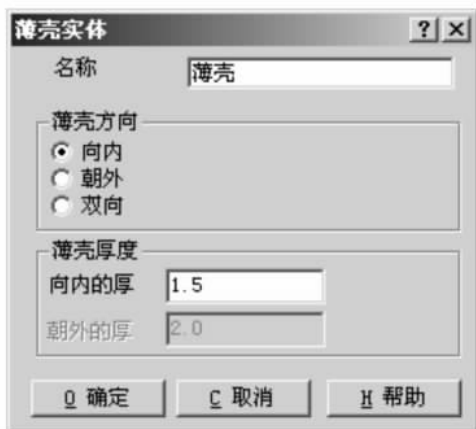 薄壳实体 ? ×
名称 薄壳
薄壳方向
向内
朝外
双向
薄壳厚度
向内的厚 1.5
朝外的厚 2.0
O 确定 C 取消 H 帮助